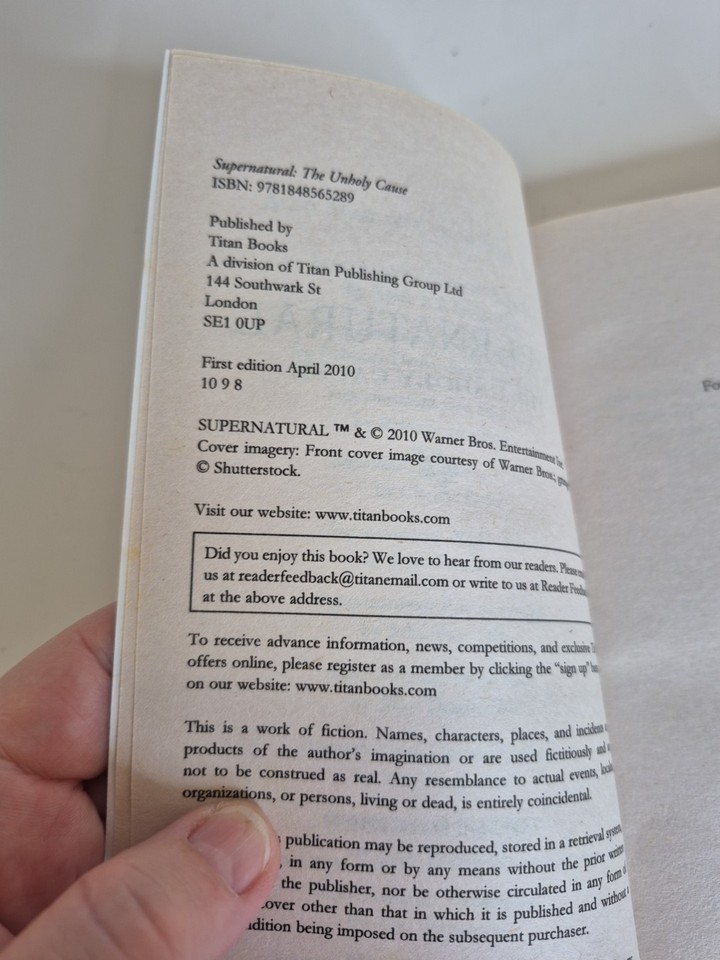 Supernatural: The Unholy Cause
ISBN: 9781848565289
Published by
Titan Books
A division of Titan Publishing Group Ltd
144 Southwark St
London
SE1 0UP
First edition April 2010
10 9 8
SUPERNATURAL ™ & © 2010 Warner Bros. Entertainment Inc.
Cover imagery: Front cover image courtesy of Warner Bros.;
© Shutterstock.
Visit our website: www.titanbooks.com
Did you enjoy this book? We love to hear from our readers. Please
us at readerfeedback@titanemail.com or write to us at Reader
at the above address.
To receive advance information, news, competitions, and exclusive
offers online, please register as a member by clicking the "sign up"
on our website: www.titanbooks.com
This is a work of fiction. Names, characters, places, and incidents
products of the author's imagination or are used fictitiously and
not to be construed as real. Any resemblance to actual events,
organizations, or persons, living or dead, is entirely coincidental.
publication may be reproduced, stored in a retrieval system,
, in any form or by any means without the prior
the publisher, nor be otherwise circulated in any form
cover other than that in which it is published and without
being imposed on the subsequent purchaser.